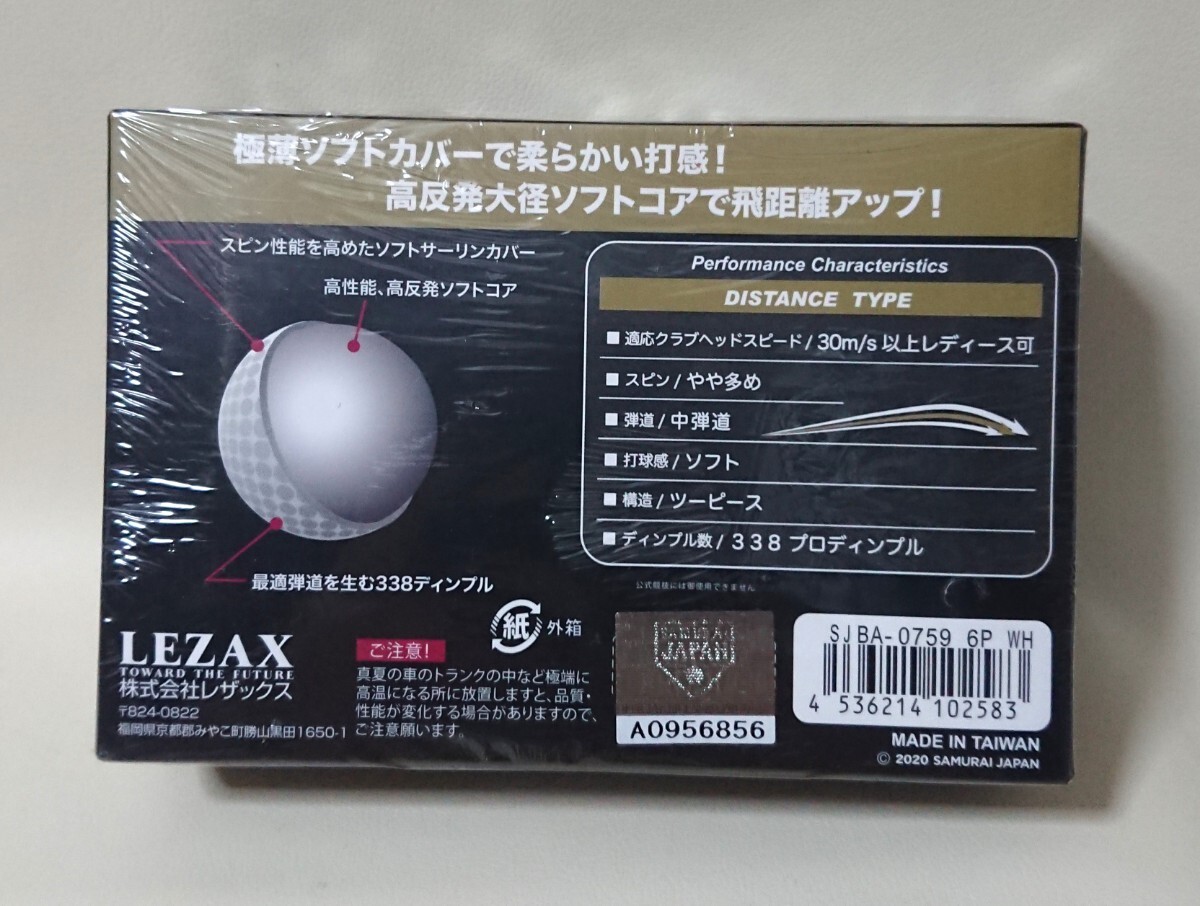 極薄ソフトカバーで柔らかい打感!
高反発大径ソフトコアで飛距離アップ!
スピン性能を高めたソフトサーリンカバー
高性能、高反発ソフトコア
最適弾道を生む338ディンプル
Performance Characteristics
DISTANCE TYPE
■ 適応クラブヘッドスピード/30m/s 以上レディース可
■ スピン/やや多め
■ 弾道/中弾道
■ 打球感/ソフト
■ 構造/ツーピース
■ ディンプル数/338 プロディンプル
公式競技には御使用できません
LEZAX
TOWARD THE FUTURE
株式会社レザックス
〒824-0822
福岡県京都郡みやこ町勝山黒田1650-1
紙 外箱
ご注意!
真夏の車のトランクの中など極端に
高温になる所に放置しますと、品質・
性能が変化する場合がありますので、
ご注意願います。
SAMURAI
JAPAN
A0956856
SJBA-0759 6P WH
4 536214 102583
MADE IN TAIWAN
© 2020 SAMURAI JAPAN